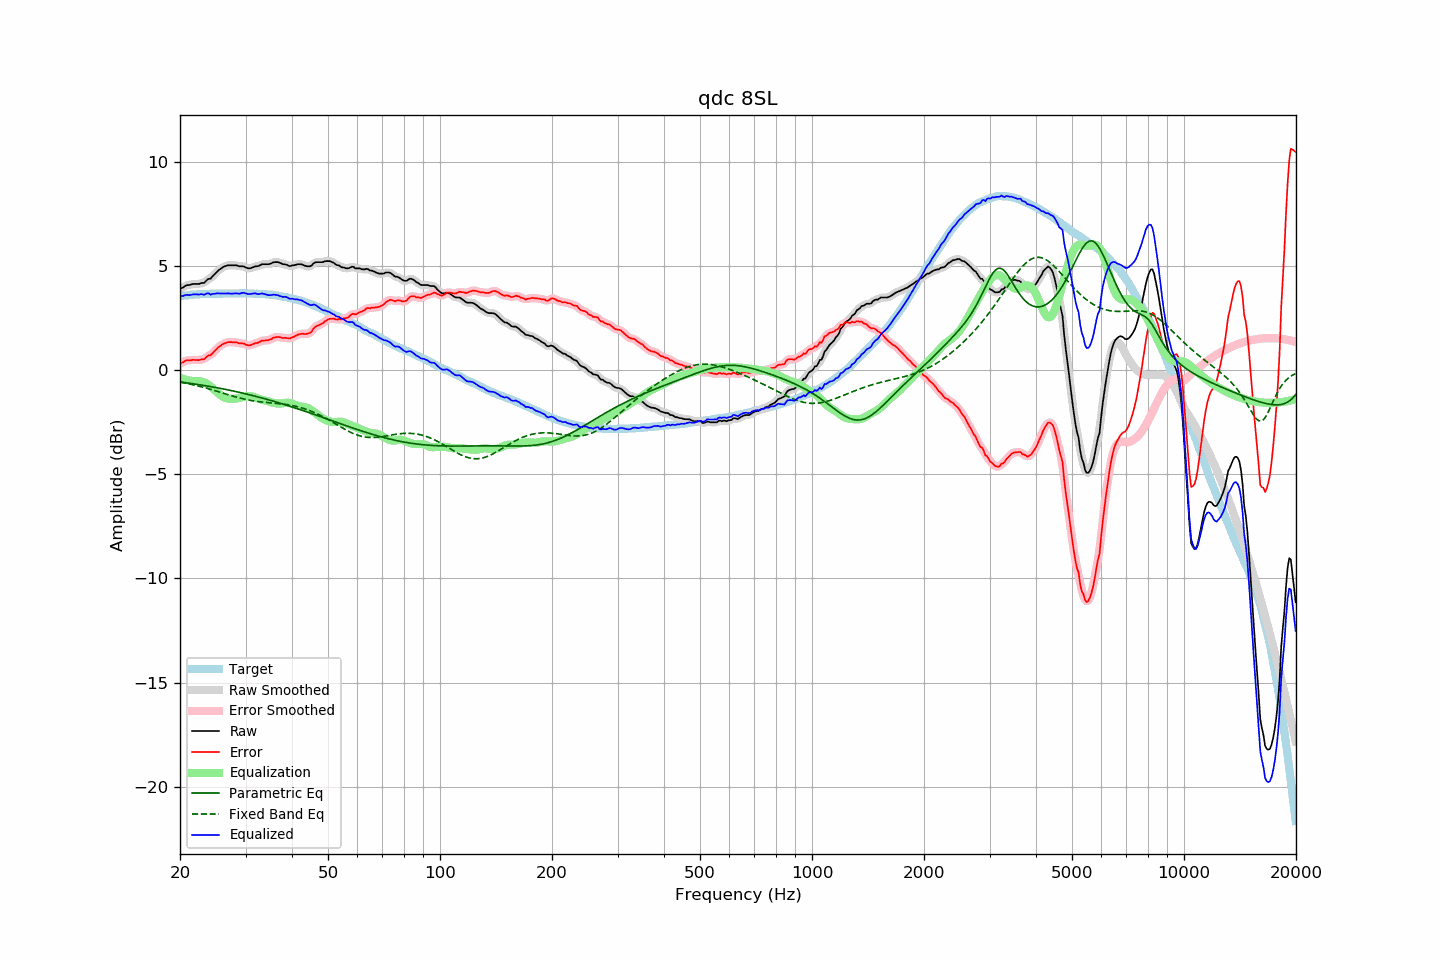 qdc 8SL
Amplitude (dBr)
10
5
0
−5
−10
−15
−20
Target
Raw Smoothed
Error Smoothed
Raw
Error
Equalization
Parametric Eq
Fixed Band Eq
Equalized
20 50 100 200 500 1000 2000 5000 10000 20000
Frequency (Hz)